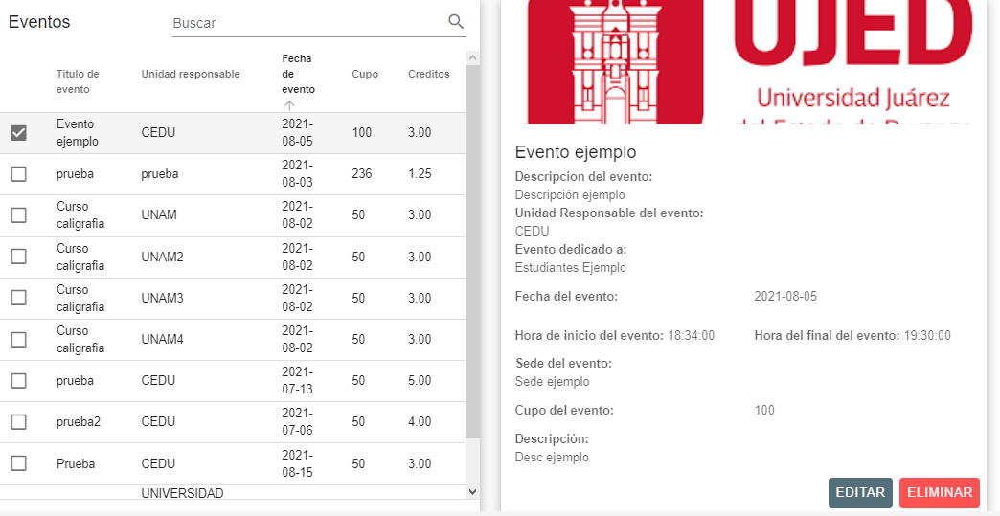 Eventos
Buscar
Titulo de evento Unidad responsable Fecha de evento Cupo Creditos
Evento ejemplo CEDU 2021-08-05 100 3.00
prueba prueba 2021-08-03 236 1.25
Curso caligrafia UNAM 2021-08-02 50 3.00
Curso caligrafia UNAM2 2021-08-02 50 3.00
Curso caligrafia UNAM3 2021-08-02 50 3.00
Curso caligrafia UNAM4 2021-08-02 50 3.00
prueba CEDU 2021-07-13 50 5.00
prueba2 CEDU 2021-07-06 50 4.00
Prueba CEDU 2021-08-15 50 3.00
UNIVERSIDAD
UJED
Universidad Juárez
del Estado de Durango
Evento ejemplo
Descripcion del evento:
Descripción ejemplo
Unidad Responsable del evento:
CEDU
Evento dedicado a:
Estudiantes Ejemplo
Fecha del evento: 2021-08-05
Hora de inicio del evento: 18:34:00 Hora del final del evento: 19:30:00
Sede del evento:
Sede ejemplo
Cupo del evento: 100
Descripción:
Desc ejemplo
EDITAR ELIMINAR